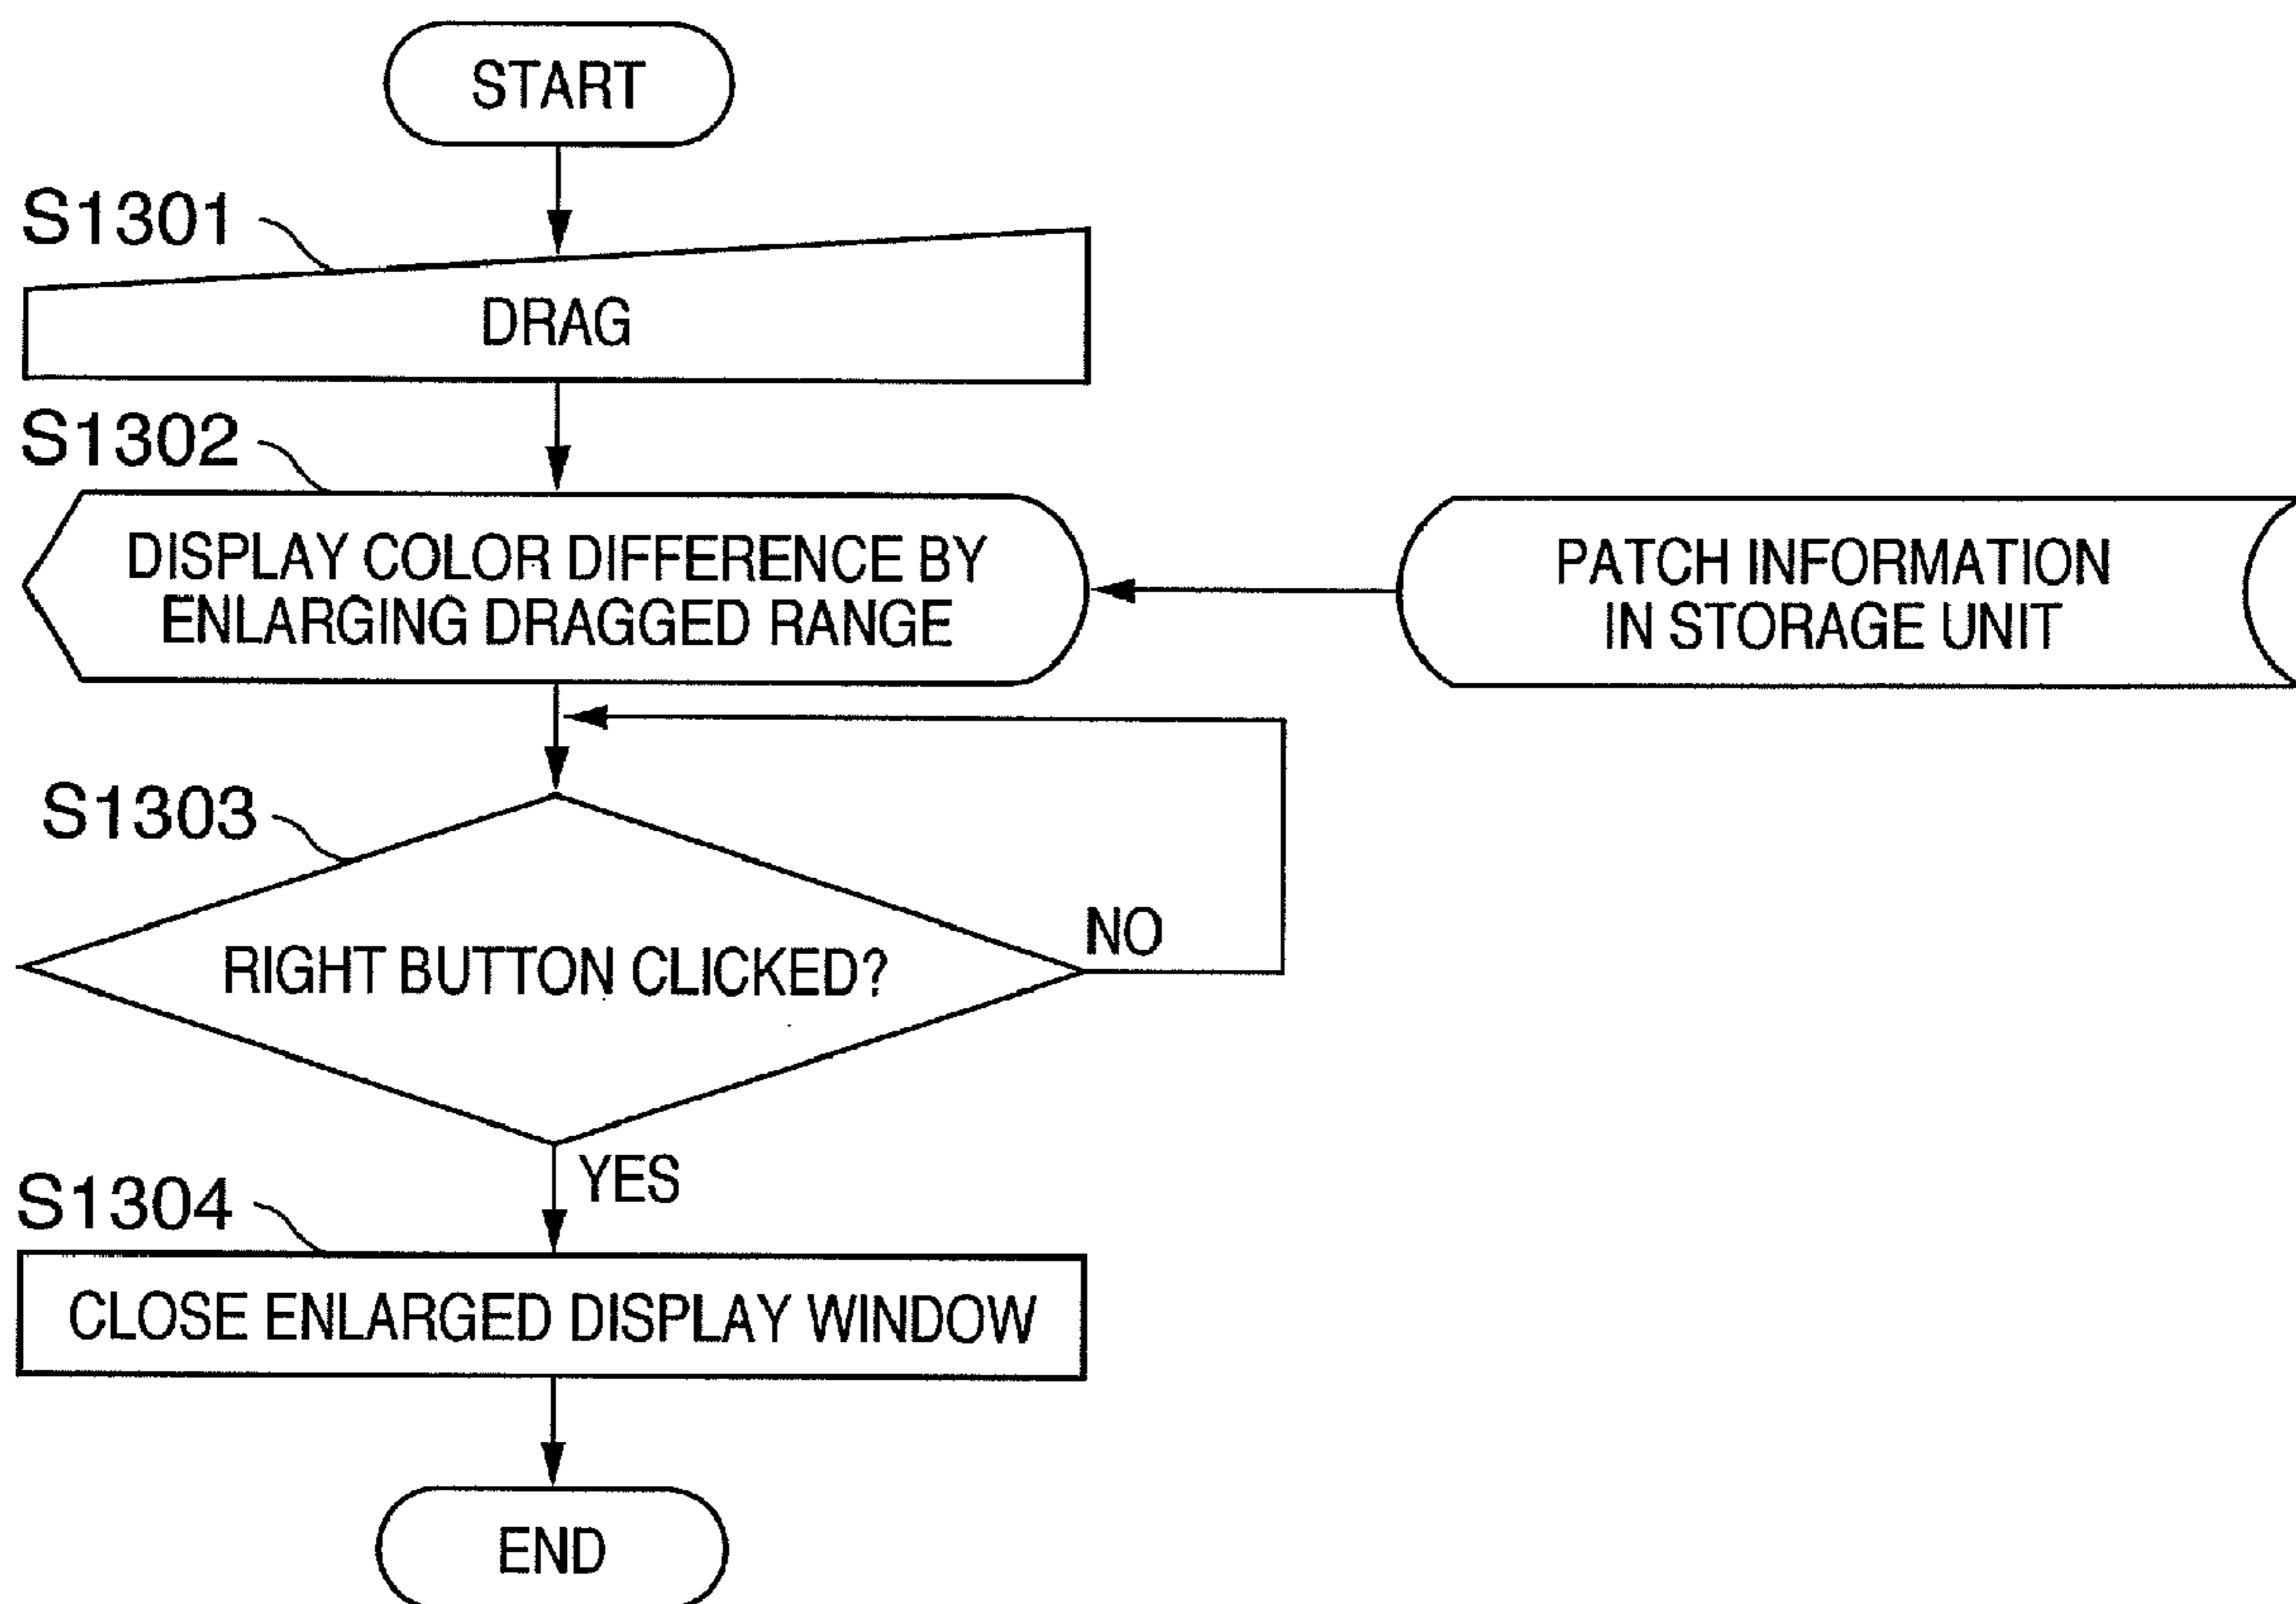 START
S1301
DRAG
S1302
DISPLAY COLOR DIFFERENCE BY
ENLARGING DRAGGED RANGE
PATCH INFORMATION
IN STORAGE UNIT
S1303
RIGHT BUTTON CLICKED?
NO
YES
S1304
CLOSE ENLARGED DISPLAY WINDOW
END